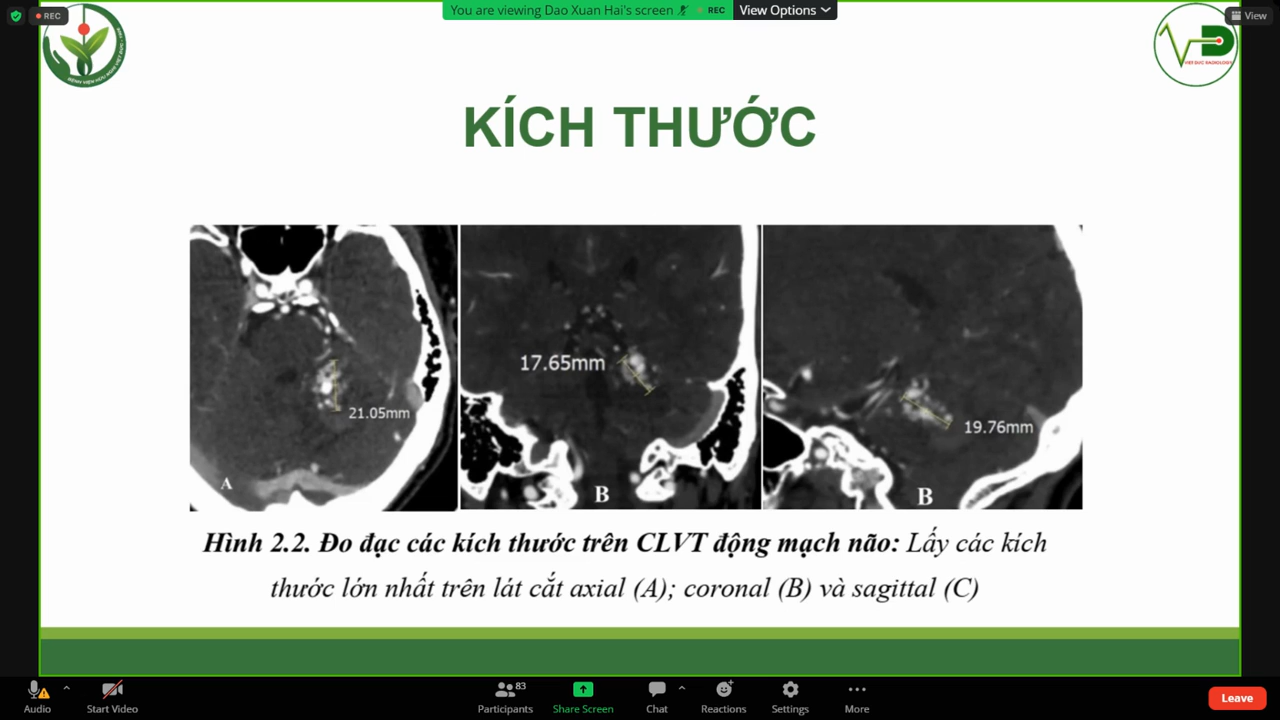 REC
You are viewing Dao Xuan Hai's screen
REC
View Options
View
VIET DUC RADIOLOGY
KÍCH THƯỚC
21.05mm
A
17.65mm
B
19.76mm
B
Hình 2.2. Đo đạc các kích thước trên CLVT động mạch não: Lấy các kích
thước lớn nhất trên lát cắt axial (A); coronal (B) và sagittal (C)
Audio
Start Video
83
Participants
Share Screen
Chat
Reactions
Settings
More
Leave